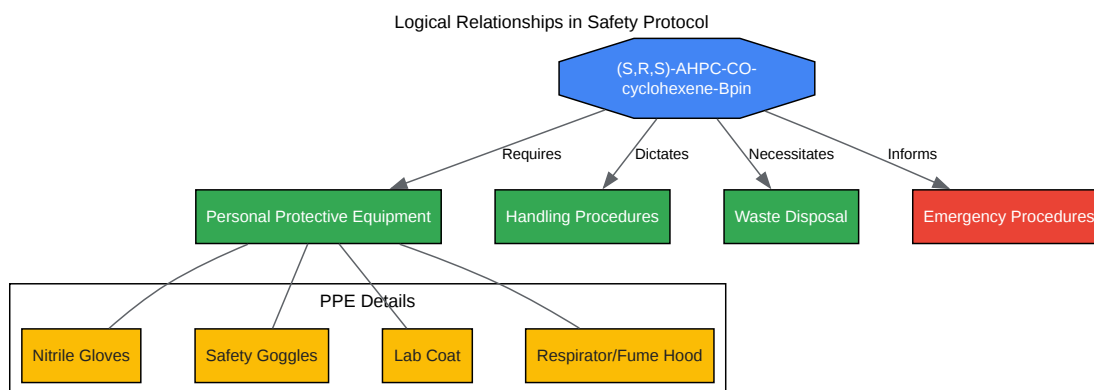 Logical Relationships in Safety Protocol
(S,R,S)-AHPC-CO-
cyclohexene-Bpin
Requires
Dictates
Necessitates
Informs
Personal Protective Equipment
Handling Procedures
Waste Disposal
Emergency Procedures
PPE Details
Nitrile Gloves
Safety Goggles
Lab Coat
Respirator/Fume Hood